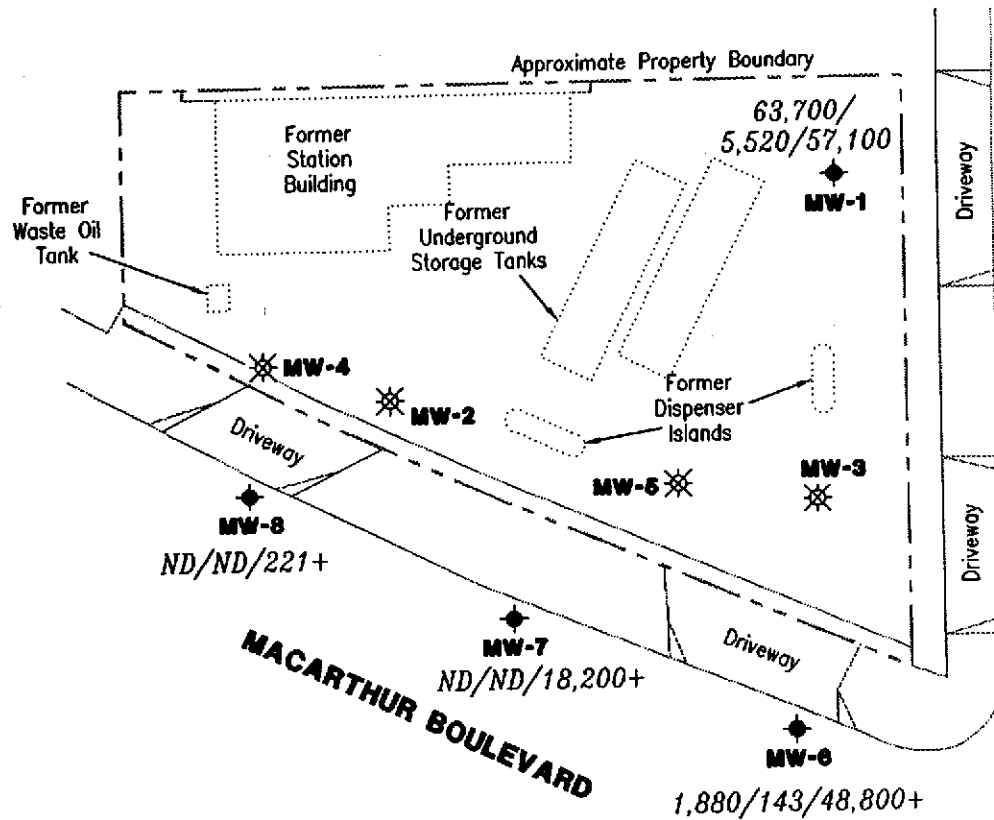 Approximate Property Boundary
63,700/
5,520/57,100
MW-1
Former
Station
Building
Former
Waste Oil
Tank
Former
Underground
Storage Tanks
Driveway
MW-4
MW-2
Former
Dispenser
Islands
MW-5
MW-3
Driveway
MW-8
ND/ND/221+
Driveway
MW-7
ND/ND/18,200+
Driveway
MACARTHUR BOULEVARD
MW-6
1,880/143/48,800+